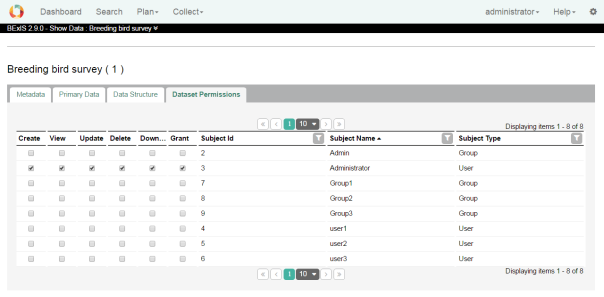 Dashboard Search Plan Collect administrator Help
BExIS 2.9.0 - Show Data : Breeding bird survey
Breeding bird survey ( 1 )
Metadata Primary Data Data Structure Dataset Permissions
1 10 Displaying items 1 - 8 of 8
Create View Update Delete Down... Grant Subject Id Subject Name Subject Type
2 Admin Group
3 Administrator User
7 Group1 Group
8 Group2 Group
9 Group3 Group
4 user1 User
5 user2 User
6 user3 User
1 10 Displaying items 1 - 8 of 8